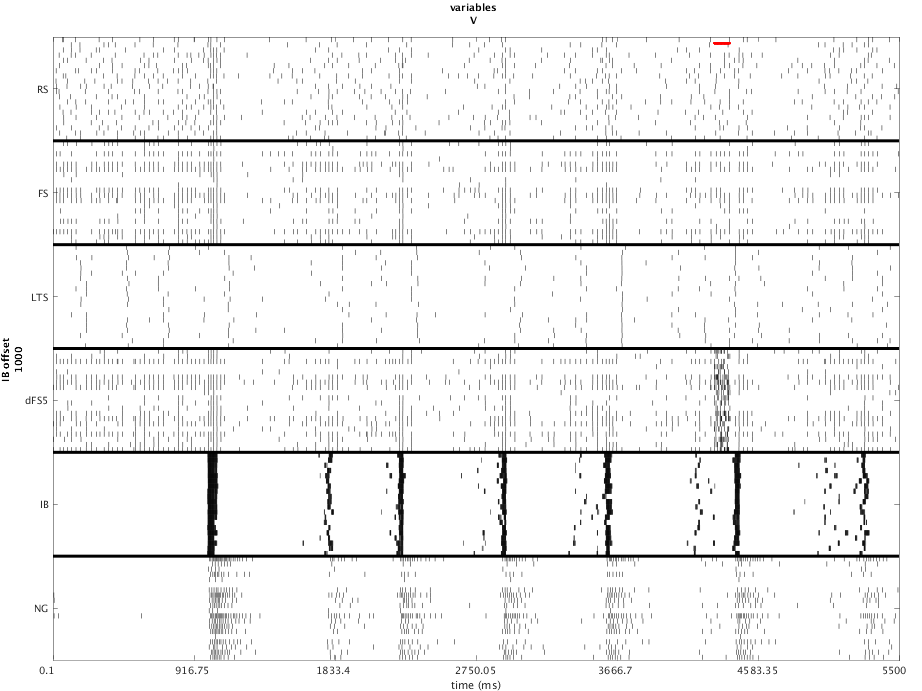 variables
V
RS
FS
LTS
IB offset
1000
dFS5
IB
NG
0.1 916.75 1833.4 2750.05 3666.7 4583.35 5500
time (ms)